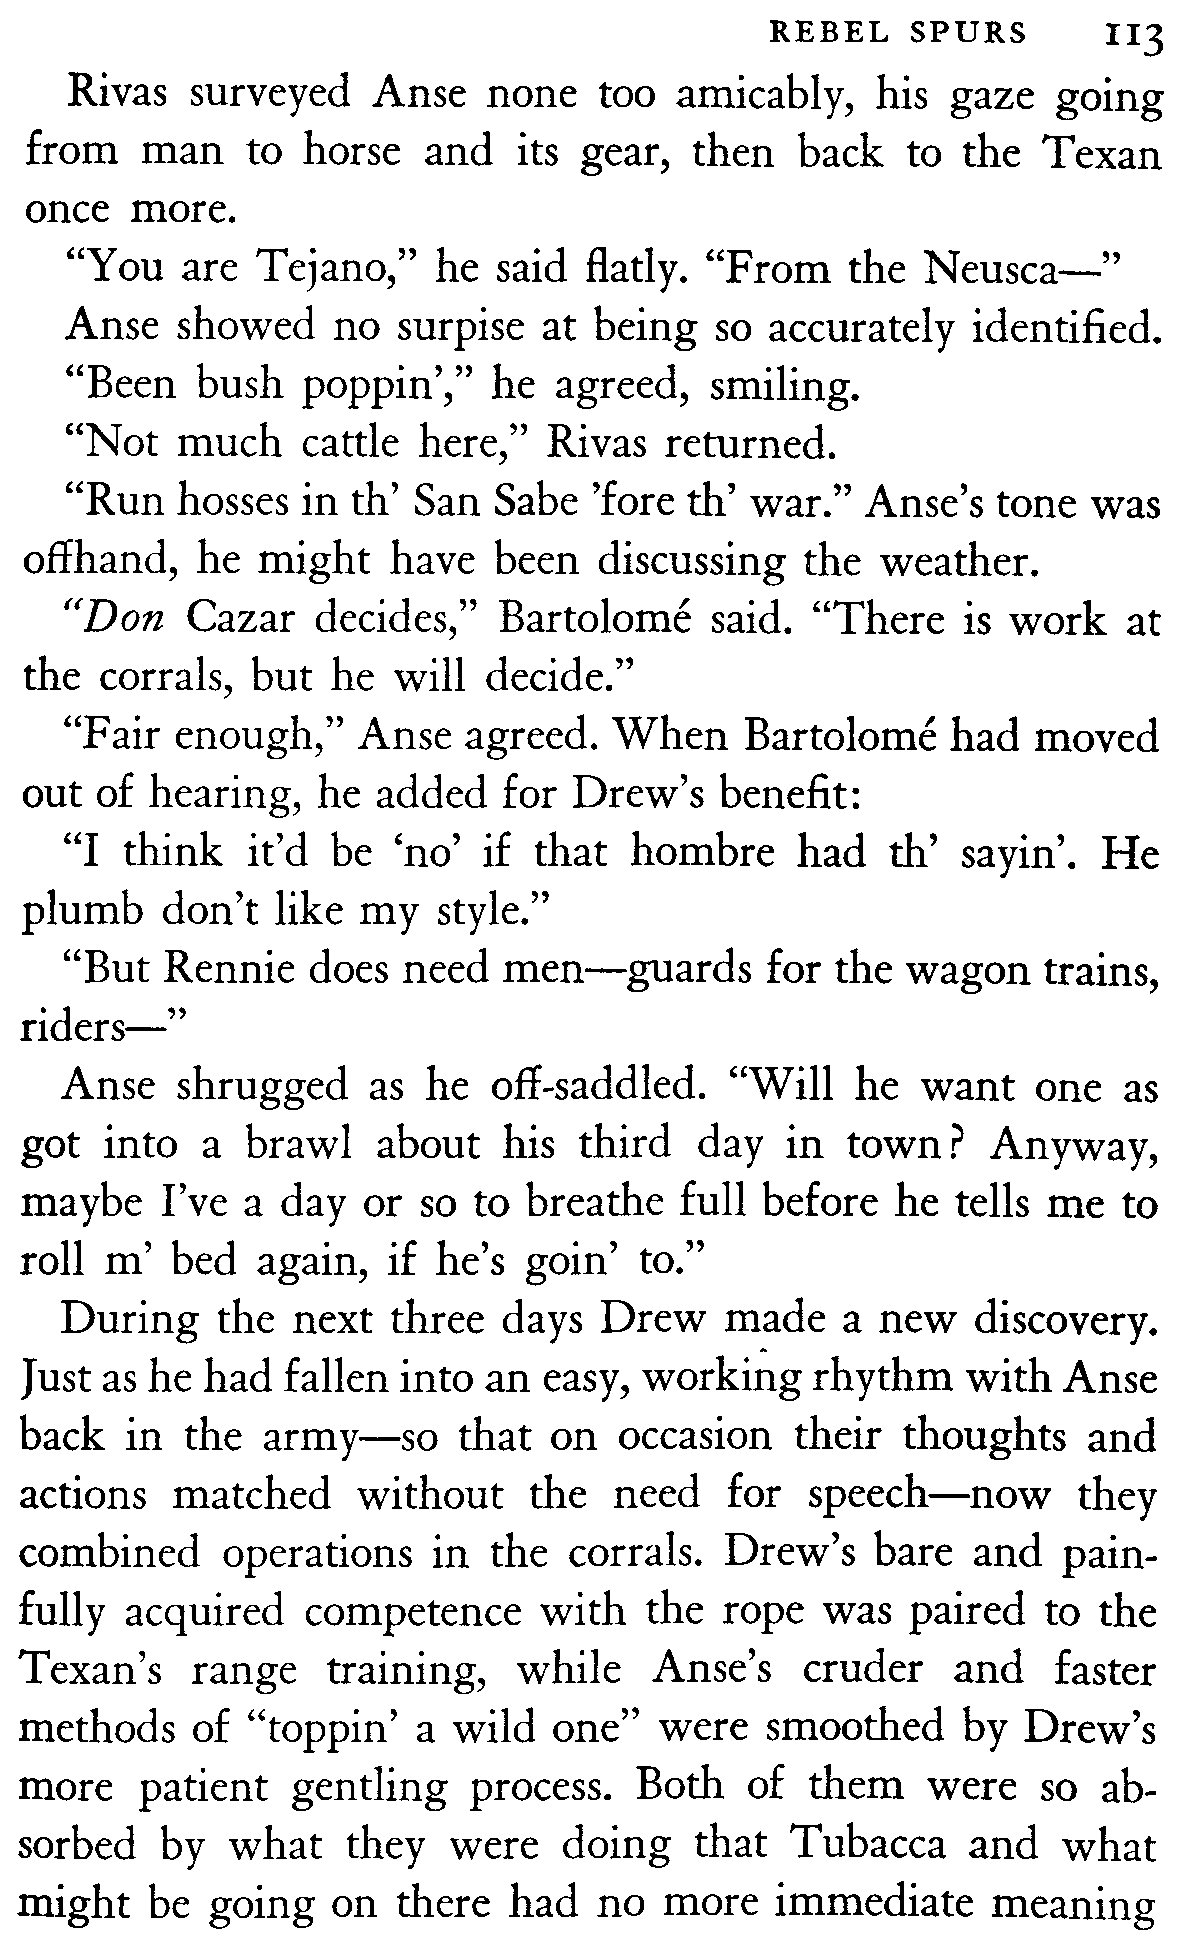 REBEL SPURS 113
Rivas surveyed Anse none too amicably, his gaze going
from man to horse and its gear, then back to the Texan
once more.
“You are Tejano,” he said flatly. “From the Neusca—”
Anse showed no surpise at being so accurately identified.
“Been bush poppin’,” he agreed, smiling.
“Not much cattle here,” Rivas returned.
“Run hosses in th’ San Sabe ’fore th’ war.” Anse’s tone was
offhand, he might have been discussing the weather.
“Don Cazar decides,” Bartolomé said. “There is work at
the corrals, but he will decide.”
“Fair enough,” Anse agreed. When Bartolomé had moved
out of hearing, he added for Drew’s benefit:
“I think it’d be ‘no’ if that hombre had th’ sayin’. He
plumb don’t like my style.”
“But Rennie does need men—guards for the wagon trains,
riders—”
Anse shrugged as he off-saddled. “Will he want one as
got into a brawl about his third day in town? Anyway,
maybe I’ve a day or so to breathe full before he tells me to
roll m’ bed again, if he’s goin’ to.”
During the next three days Drew made a new discovery.
Just as he had fallen into an easy, working rhythm with Anse
back in the army—so that on occasion their thoughts and
actions matched without the need for speech—now they
combined operations in the corrals. Drew’s bare and pain-
fully acquired competence with the rope was paired to the
Texan’s range training, while Anse’s cruder and faster
methods of “toppin’ a wild one” were smoothed by Drew’s
more patient gentling process. Both of them were so ab-
sorbed by what they were doing that Tubacca and what
might be going on there had no more immediate meaning